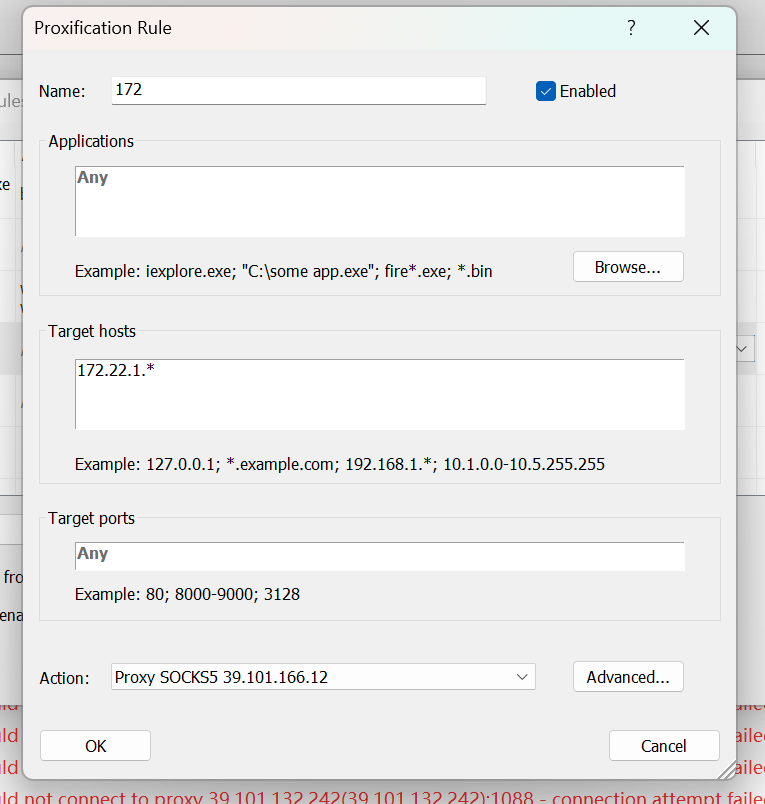 Proxification Rule
?
Name:
172
Enabled
Applications
Any
Example: iexplore.exe; "C:\some app.exe"; fire*.exe; *.bin
Browse...
Target hosts
172.22.1.*
Example: 127.0.0.1; *.example.com; 192.168.1.*; 10.1.0.0-10.5.255.255
Target ports
Any
Example: 80; 8000-9000; 3128
Action:
Proxy SOCKS5 39.101.166.12
Advanced...
OK
Cancel
uld not connect to proxy 39.101.132.242(39.101.132.242):1088 - connection attempt failed